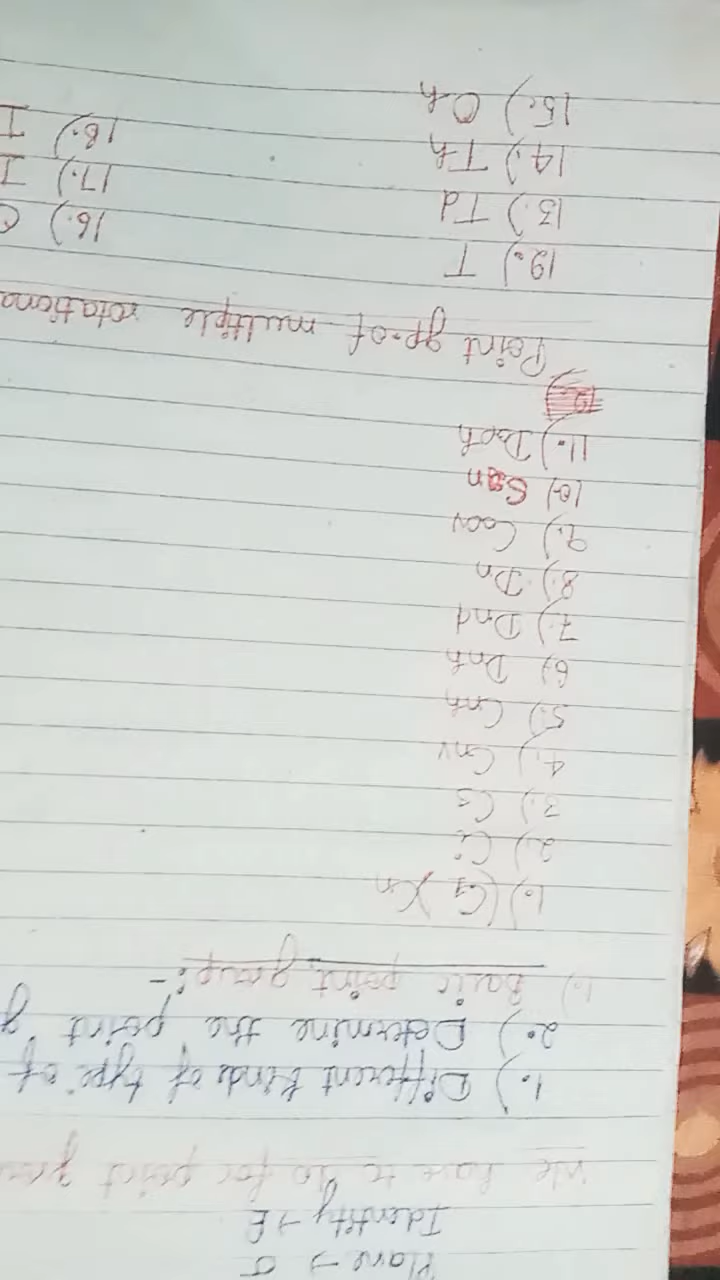 Plane → σ
Identity → E
We have to do for point grou
1.) Different kinds of type of
2.) Determine the point g
1.) Basic point group:-
1.) (C1) Cn
2.) Ci
3.) Cs
4.) Cnv
5.) Cnh
6.) Dnh
7.) Dnd
8.) Dn
9.) C∞v
10.) S2n
11.) D∞h
Point gp. of multiple rotationa
12.) T
13.) Td
14.) Th
15.) Oh
16.) O
17.) I
18.) I